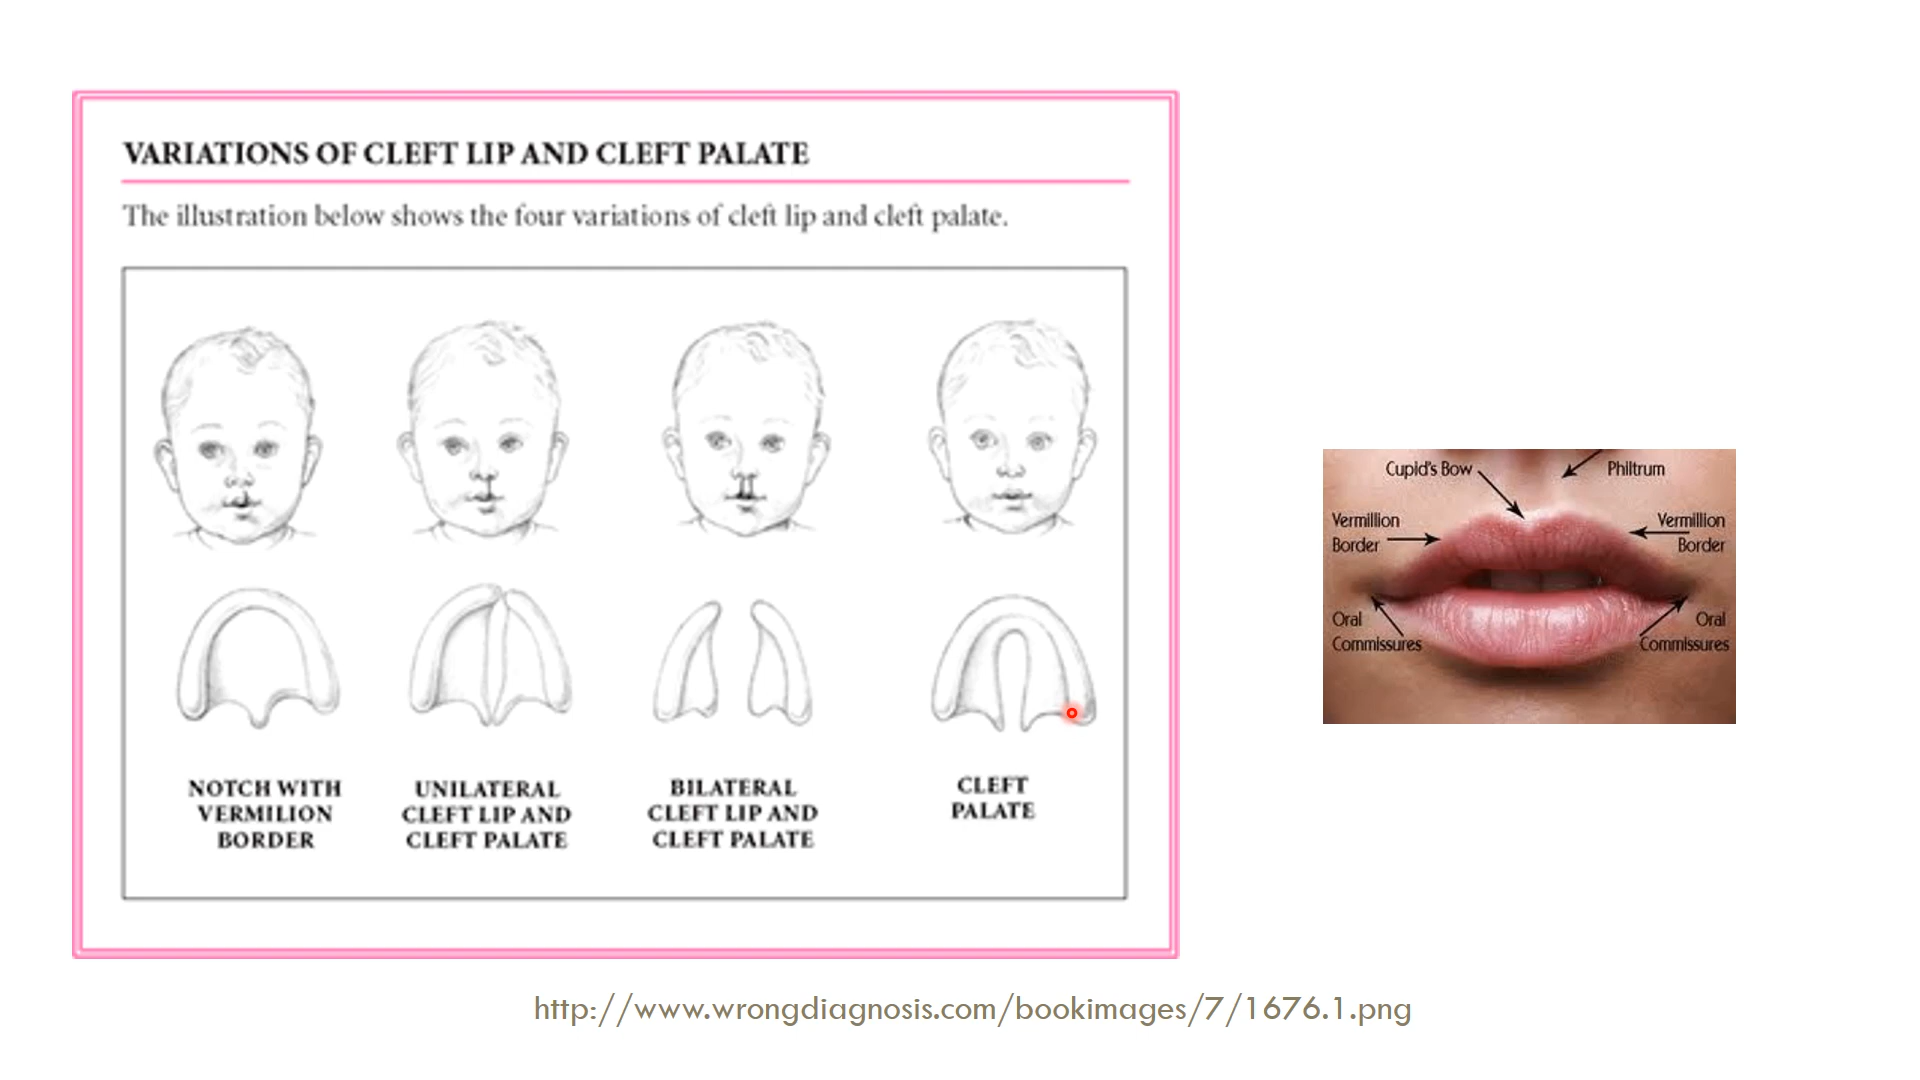 VARIATIONS OF CLEFT LIP AND CLEFT PALATE
The illustration below shows the four variations of cleft lip and cleft palate.
NOTCH WITH
VERMILION
BORDER
UNILATERAL
CLEFT LIP AND
CLEFT PALATE
BILATERAL
CLEFT LIP AND
CLEFT PALATE
CLEFT
PALATE
Cupid's Bow
Philtrum
Vermillion
Border
Vermillion
Border
Oral
Commissures
Oral
Commissures
http://www.wrongdiagnosis.com/bookimages/7/1676.1.png